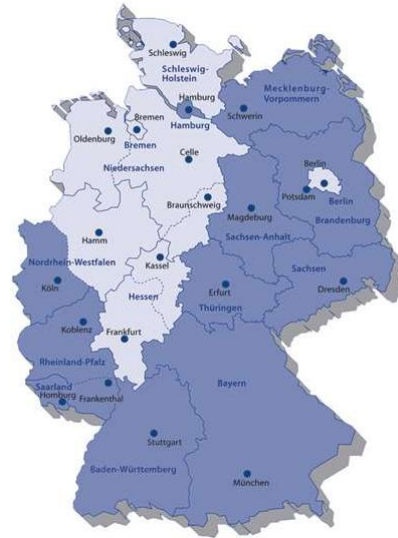 Schleswig
Schleswig-
Holstein
Hamburg
Hamburg
Mecklenburg-
Vorpommern
Schwerin
Bremen
Bremen
Oldenburg
Celle
Niedersachsen
Berlin
Potsdam
Berlin
Brandenburg
Braunschweig
Magdeburg
Sachsen-Anhalt
Hamm
Nordrhein-Westfalen
Kassel
Köln
Hessen
Erfurt
Thüringen
Sachsen
Dresden
Koblenz
Frankfurt
Rheinland-Pfalz
Saarland
Homburg
Frankenthal
Bayern
Stuttgart
Baden-Württemberg
München